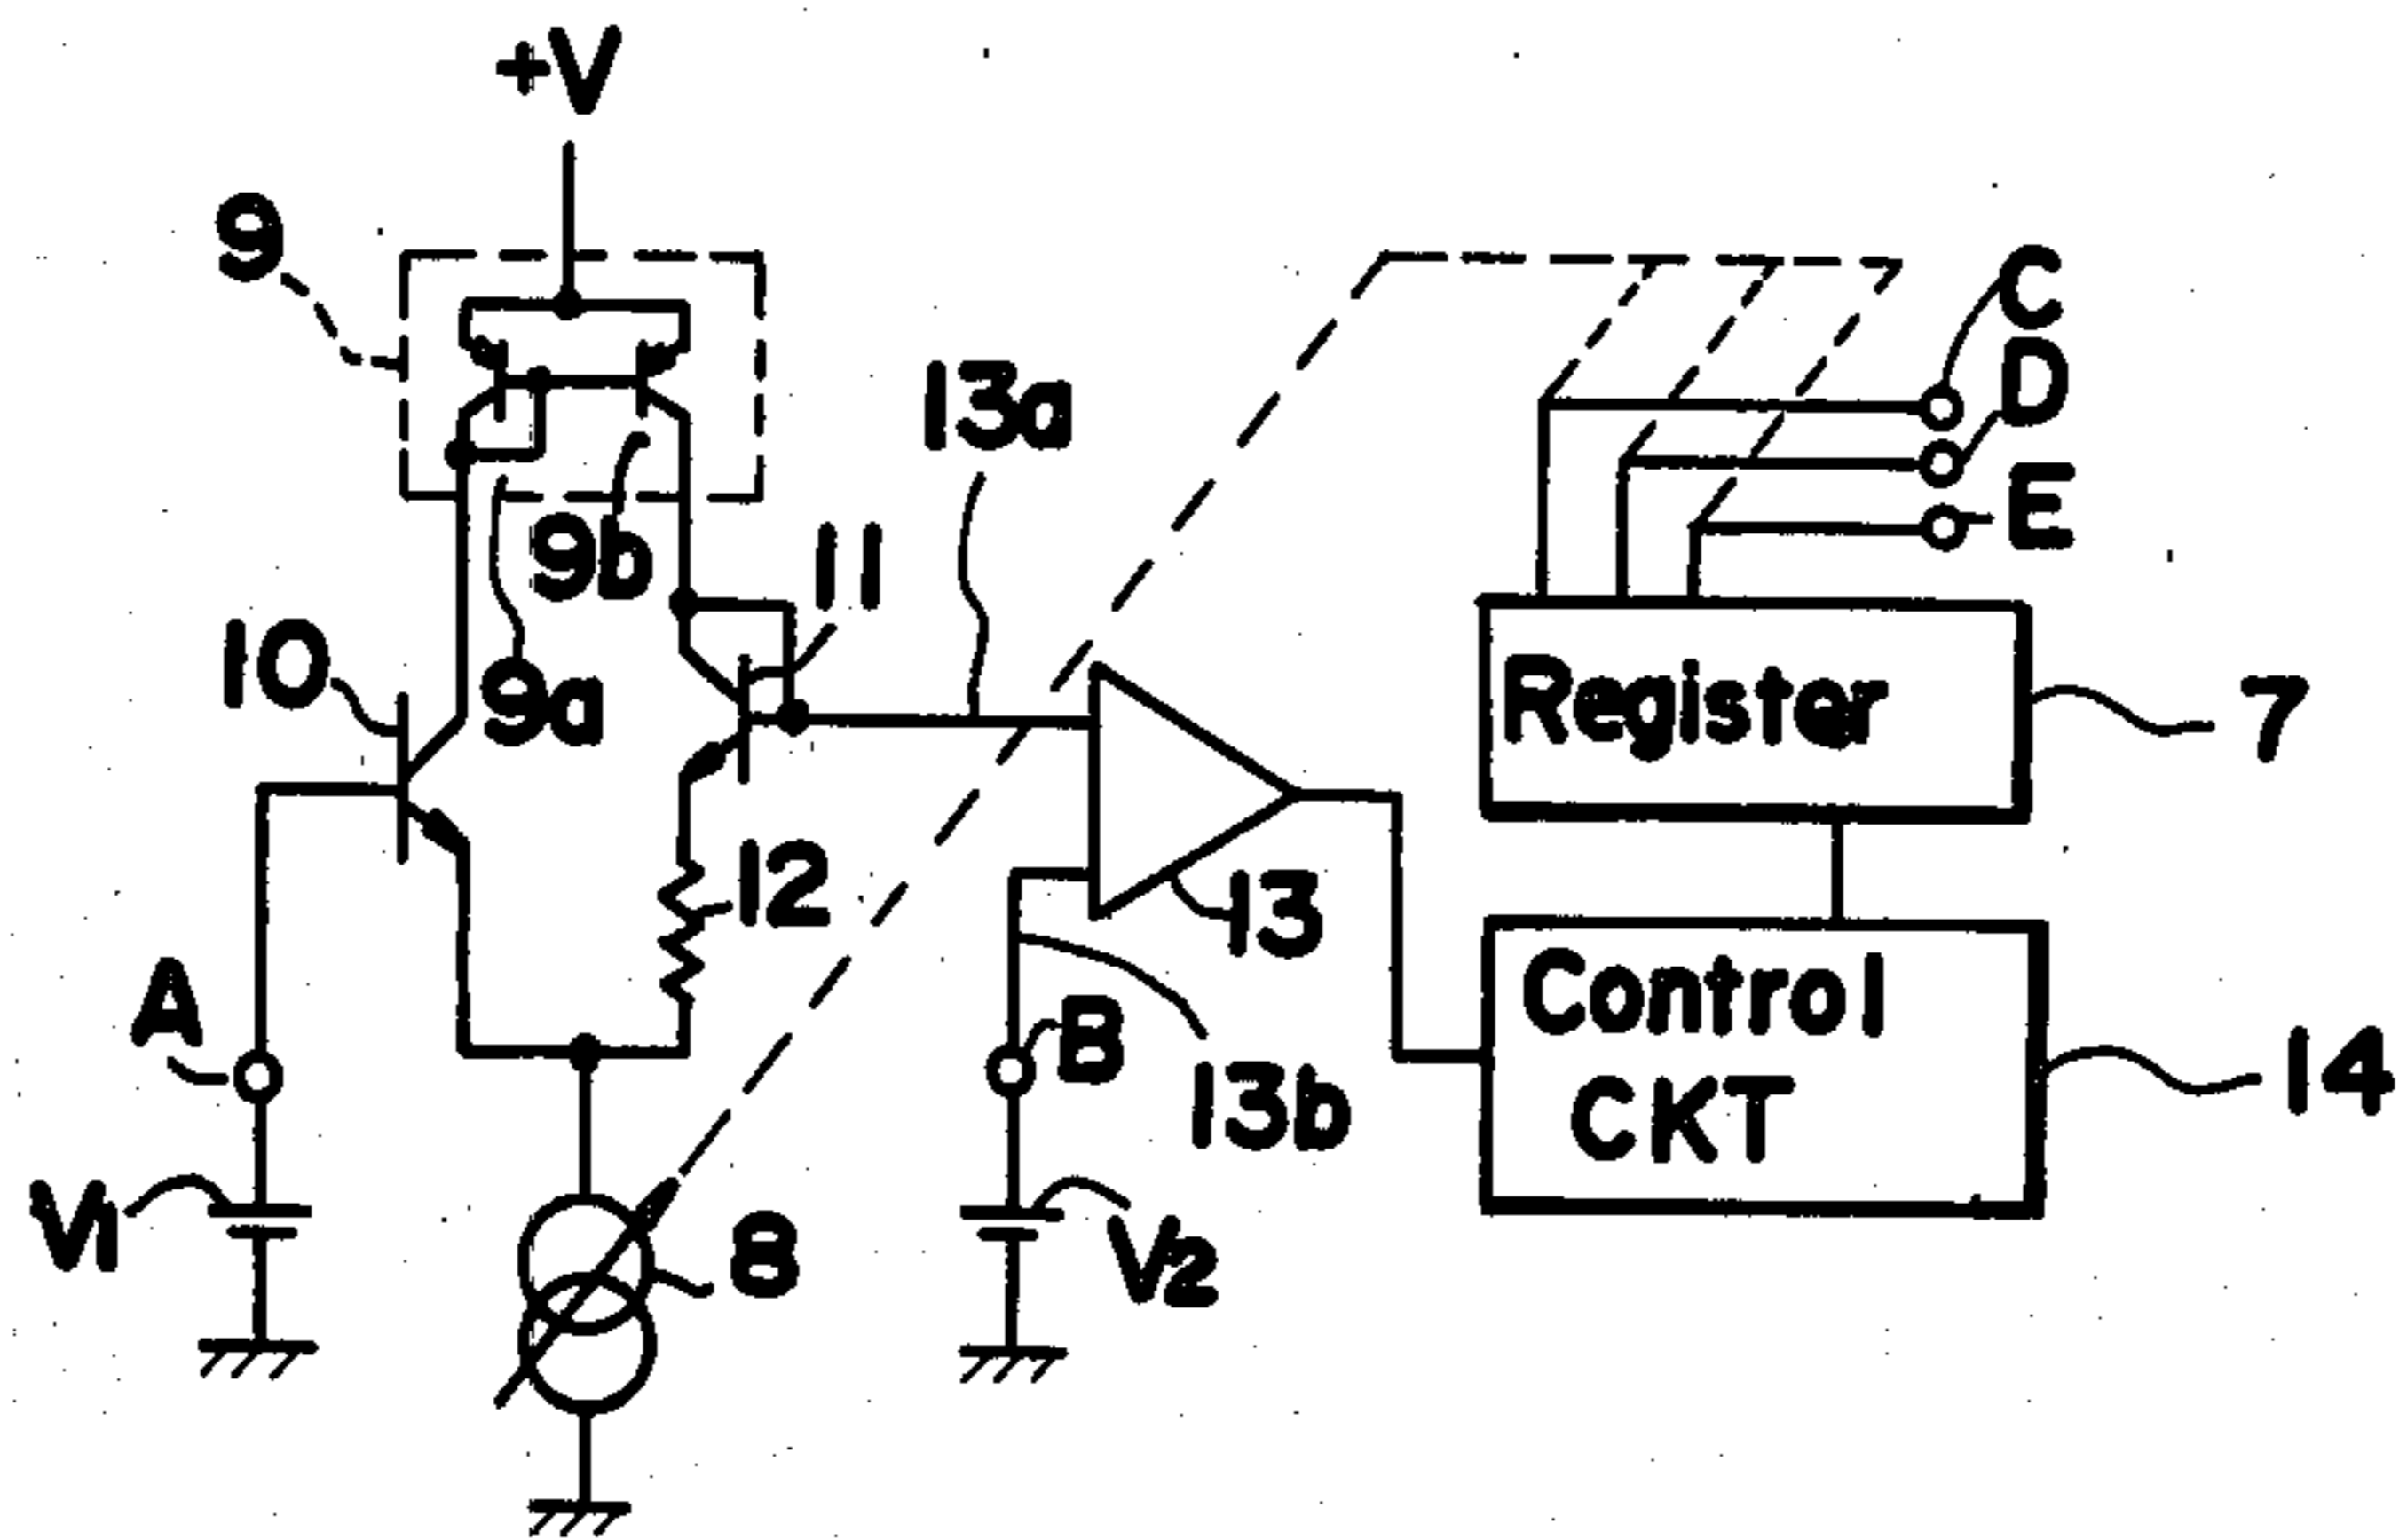 +V
9
C
D
13a
E
9b
11
10
9a
Register
7
12
13
A
Control
CKT
B
14
13b
V1
8
V2